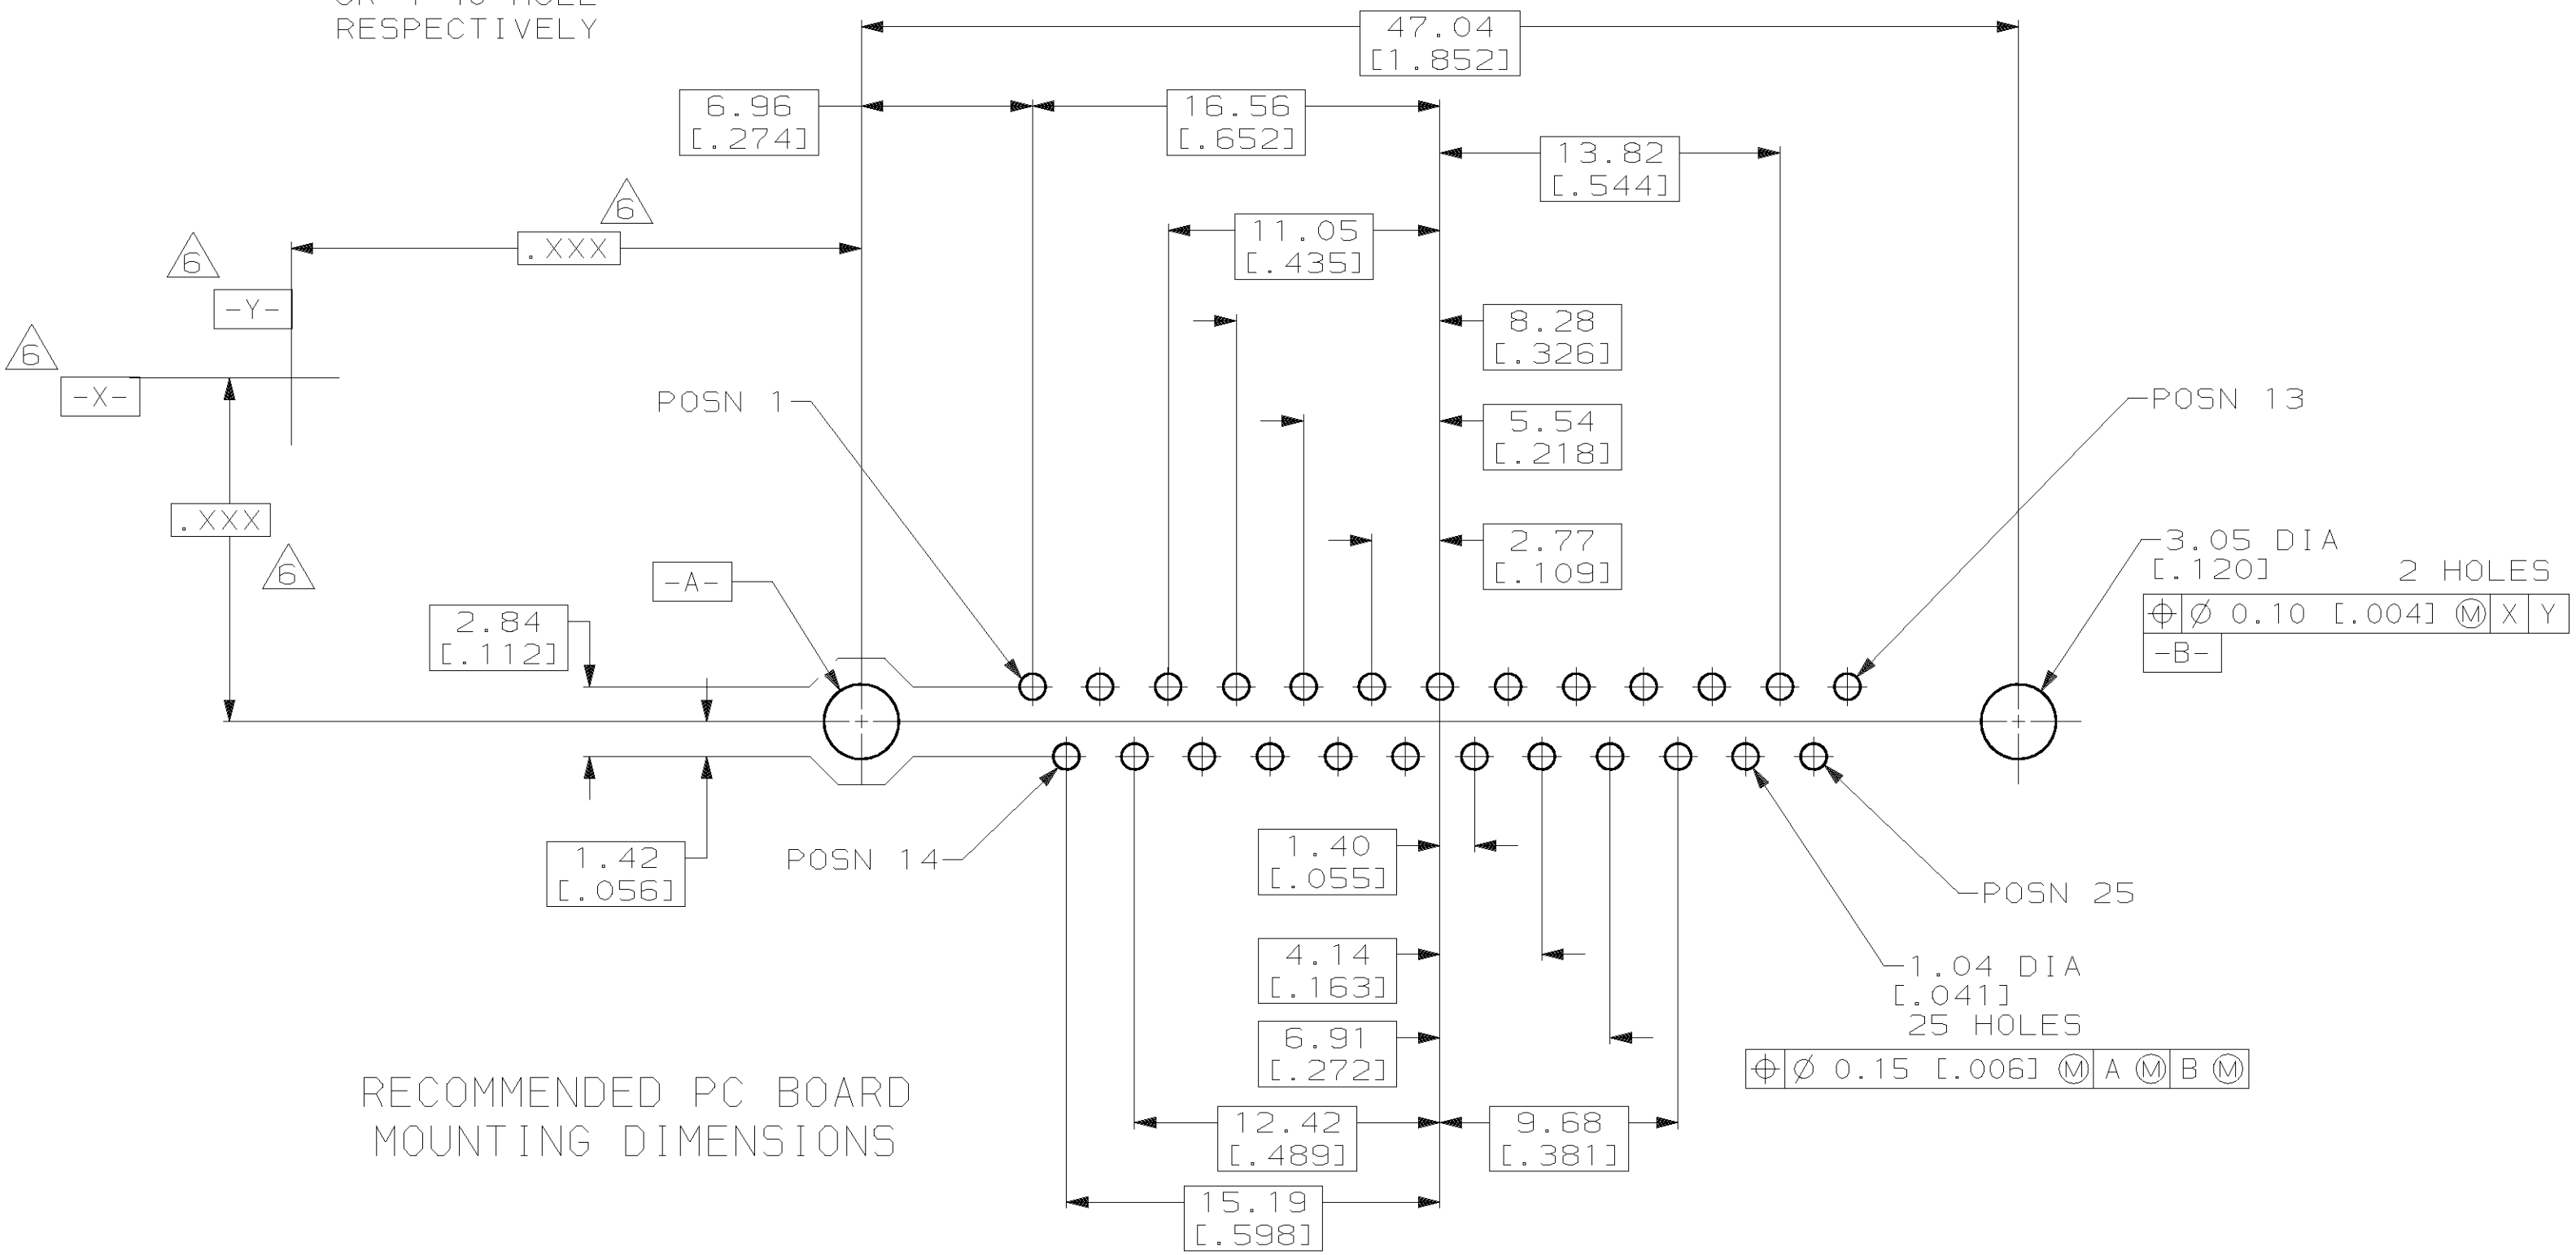 RESPECTIVELY
47.04
[1.852]
6.96
[.274]
16.56
[.652]
13.82
[.544]
6
.XXX
11.05
[.435]
6
-Y-
8.28
[.326]
6
-X-
POSN 1
POSN 13
5.54
[.218]
.XXX
6
2.77
[.109]
3.05 DIA
[.120] 2 HOLES
⌖ Ø 0.10 [.004] Ⓜ X Y
-B-
-A-
2.84
[.112]
1.42
[.056]
POSN 14
1.40
[.055]
POSN 25
4.14
[.163]
1.04 DIA
[.041]
25 HOLES
⌖ Ø 0.15 [.006] Ⓜ A Ⓜ B Ⓜ
6.91
[.272]
RECOMMENDED PC BOARD
MOUNTING DIMENSIONS
12.42
[.489]
9.68
[.381]
15.19
[.598]